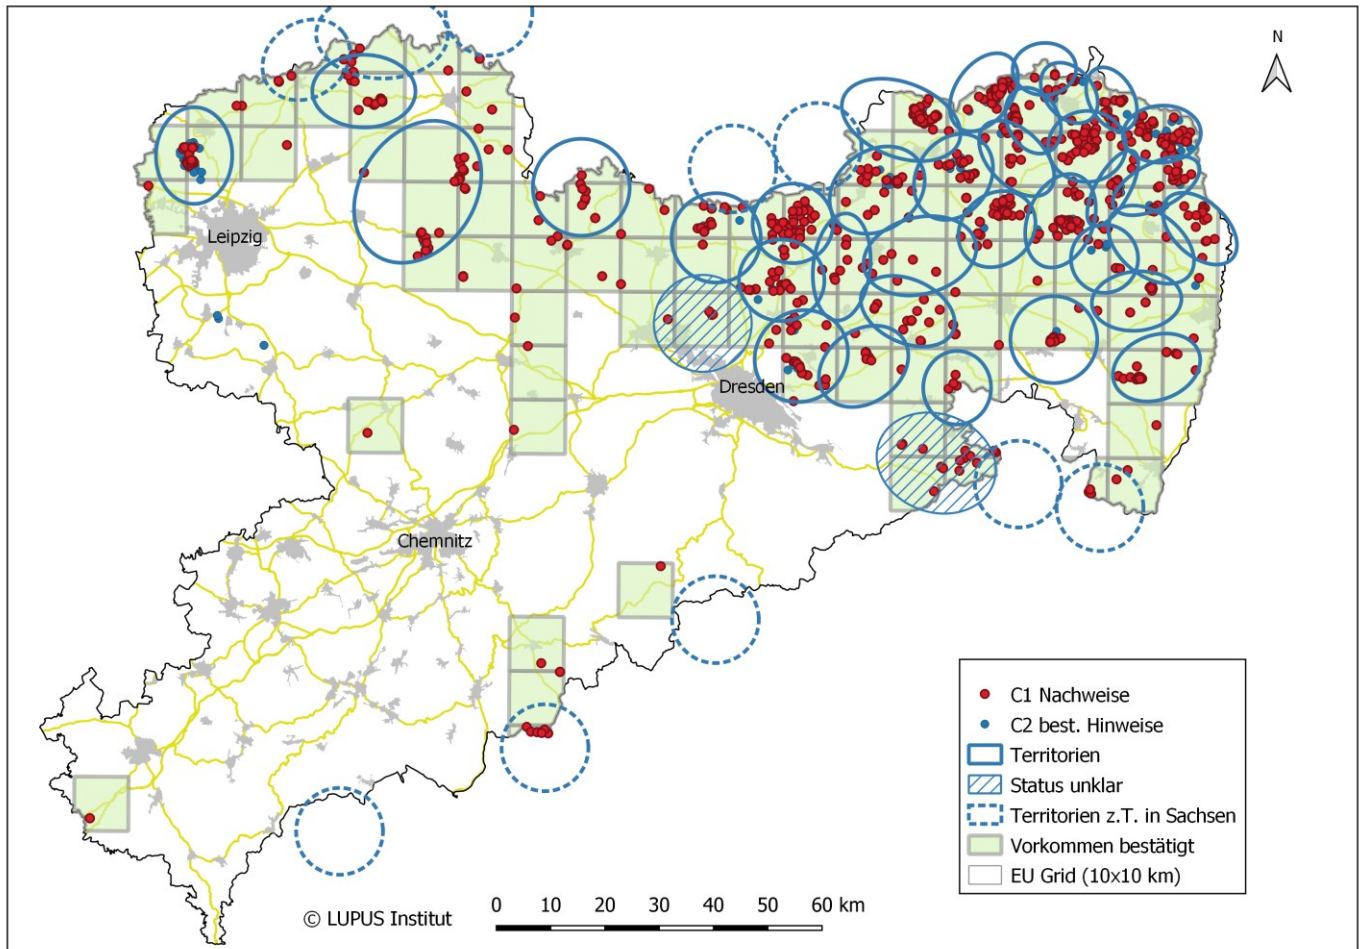 N
Leipzig
Dresden
Chemnitz
C1 Nachweise
C2 best. Hinweise
Territorien
Status unklar
Territorien z.T. in Sachsen
Vorkommen bestätigt
EU Grid (10x10 km)
© LUPUS Institut
0 10 20 30 40 50 60 km